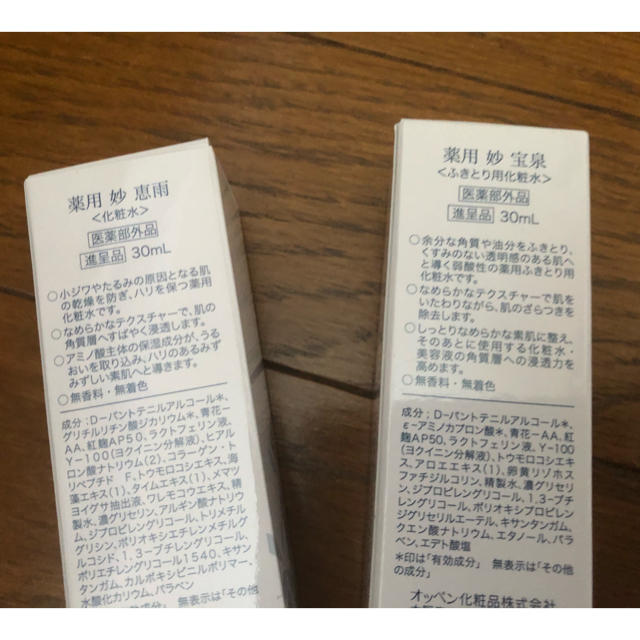 薬用 妙 恵雨
<化粧水>
医薬部外品
進呈品 30mL
○小ジワやたるみの原因となる肌
の乾燥を防ぎ、ハリを保つ薬用
化粧水です。
○なめらかなテクスチャーで、肌の
角質層へすばやく浸透します。
○アミノ酸主体の保湿成分が、うる
おいを取り込み、ハリのあるみず
みずしい素肌へと導きます。
○無香料・無着色
成分：D-パントテニルアルコール＊、
グリチルリチン酸ジカリウム＊、青花-
AA、紅麹AP50、ラクトフェリン液、
Y-100(ヨクイニン分解液)、ヒアル
ロン酸ナトリウム(2)、コラーゲン・トリ
ペプチド F、トウモロコシエキス、海
藻エキス(1)、タイムエキス(1)、メマツ
ヨイグサ抽出液、ワレモコウエキス、精
製水、濃グリセリン、アルギン酸ナトリウ
ム、ジプロピレングリコール、トリメチル
グリシン、ポリオキシエチレンメチルグ
ルコシド、1,3-ブチレングリコール、
ポリエチレングリコール1540、キサン
タンガム、カルボキシビニルポリマー、
水酸化カリウム、パラベン
効成分」 無表示は「その他
薬用 妙 宝泉
<ふきとり用化粧水>
医薬部外品
進呈品 30mL
○余分な角質や油分をふきとり、
くすみのない透明感のある肌へ
と導く弱酸性の薬用ふきとり用
化粧水です。
○なめらかなテクスチャーで肌を
いたわりながら、肌のざらつきを
除去します。
○しっとりなめらかな素肌に整え、
そのあとに使用する化粧水・
美容液の角質層への浸透力を
高めます。
○無香料・無着色
成分：D-パントテニルアルコール＊、
ε-アミノカプロン酸＊、青花-AA、紅
麹AP50、ラクトフェリン液、Y-100
(ヨクイニン分解液)、トウモロコシエキ
ス、アロエエキス(1)、卵黄リゾホス
ファチジルコリン、精製水、濃グリセリ
ン、ジプロピレングリコール、1,3-ブチ
レングリコール、ポリオキシプロピレン
ジグリセリルエーテル、キサンタンガム、
クエン酸ナトリウム、エタノール、パラ
ベン、エデト酸塩
＊印は「有効成分」 無表示は「その他
の成分」
オッペン化粧品株式会社